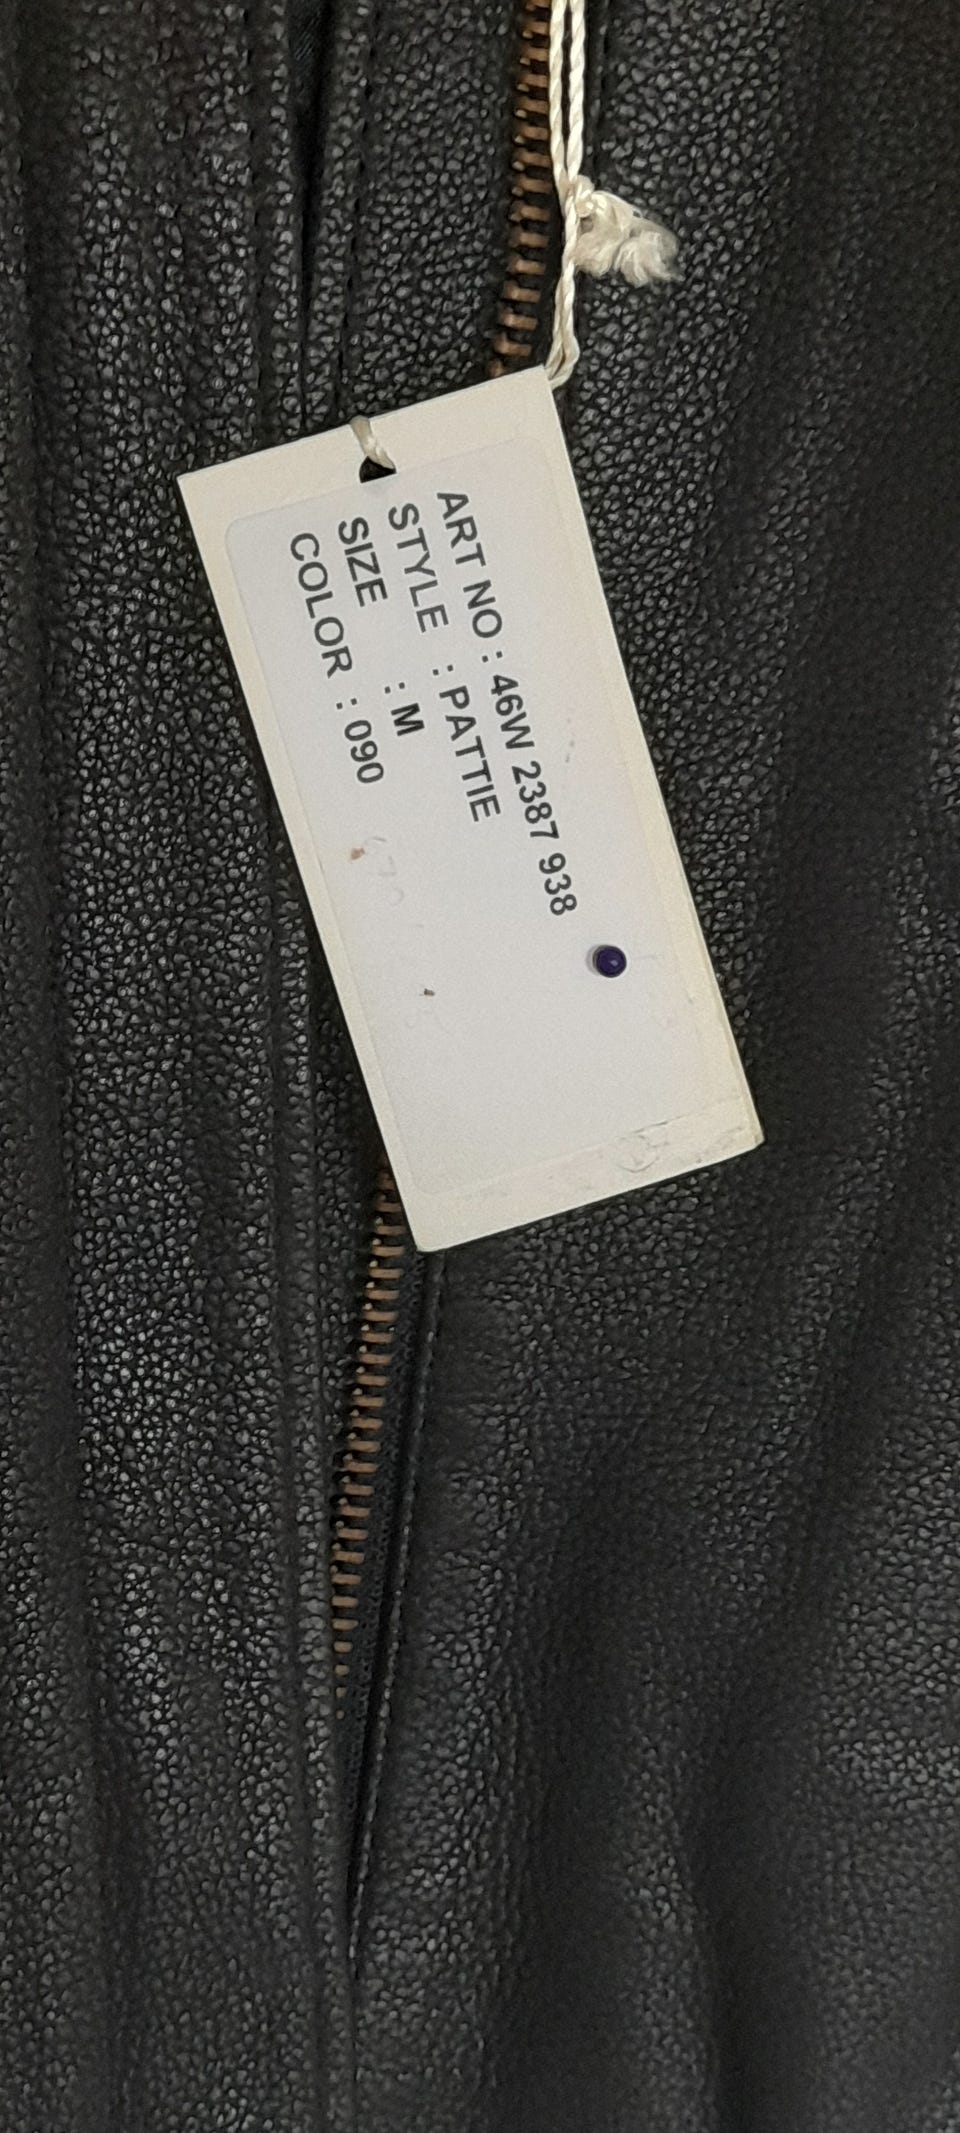 ART NO : 46W 2387 938
STYLE : PATTIE
SIZE : M
COLOR : 090